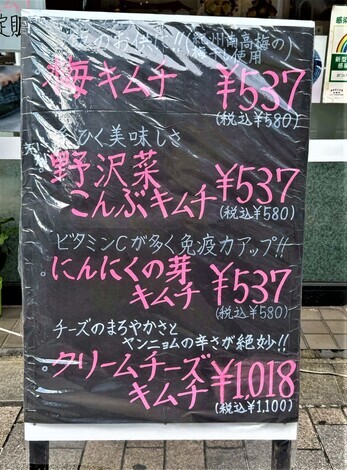 のお供に!!(紀州南高梅の
使用
梅キムチ ¥537
(税込¥580)
ひく美味しさ
野沢菜
こんぶキムチ ¥537
(税込¥580)
ビタミンCが多く免疫力アップ!!
にんにくの芽
キムチ ¥537
(税込¥580)
チーズのまろやかさと
ヤンニョムの辛さが絶妙!!
クリームチーズ
キムチ ¥1,018
(税込¥1,100)